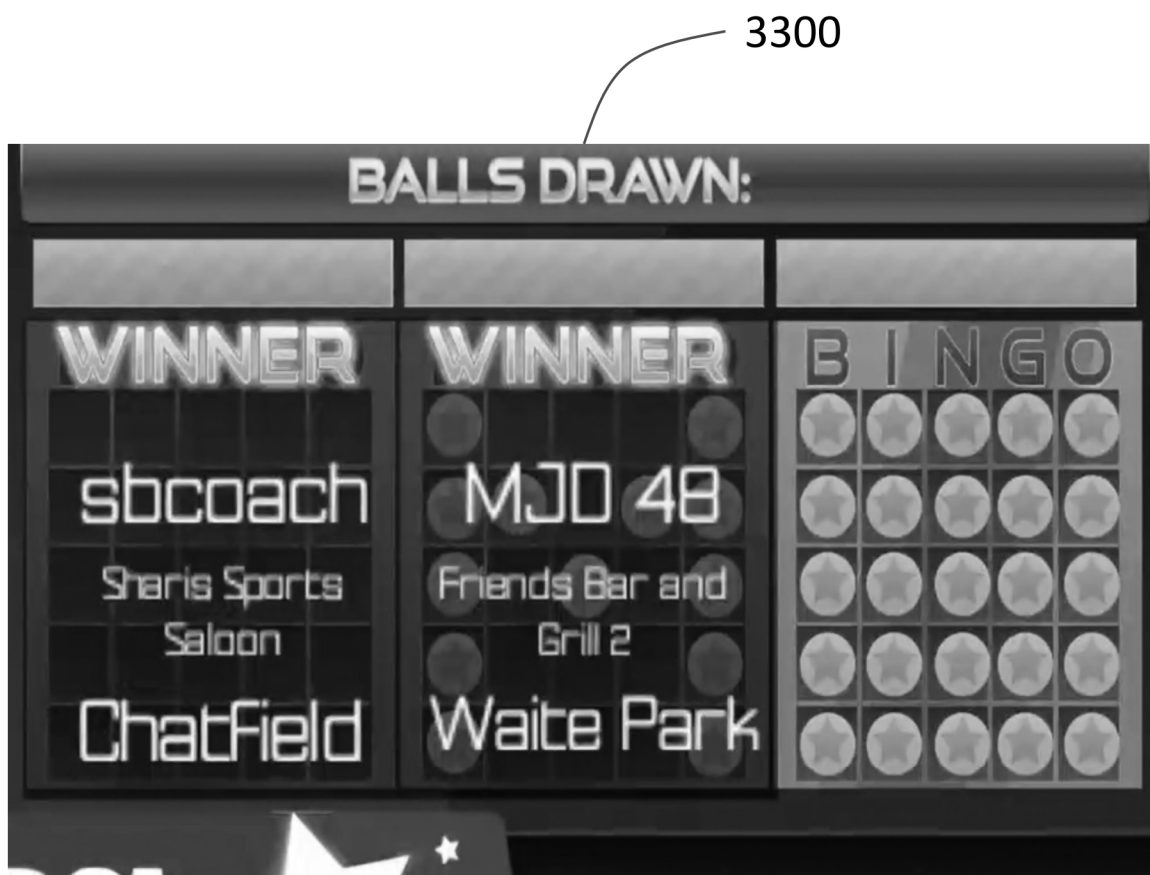 3300
BALLS DRAWN:
WINNER WINNER B I N G O
sbcoach
Sharis Sports
Saloon
Chatfield
MJD 48
Friends Bar and
Grill 2
Waite Park